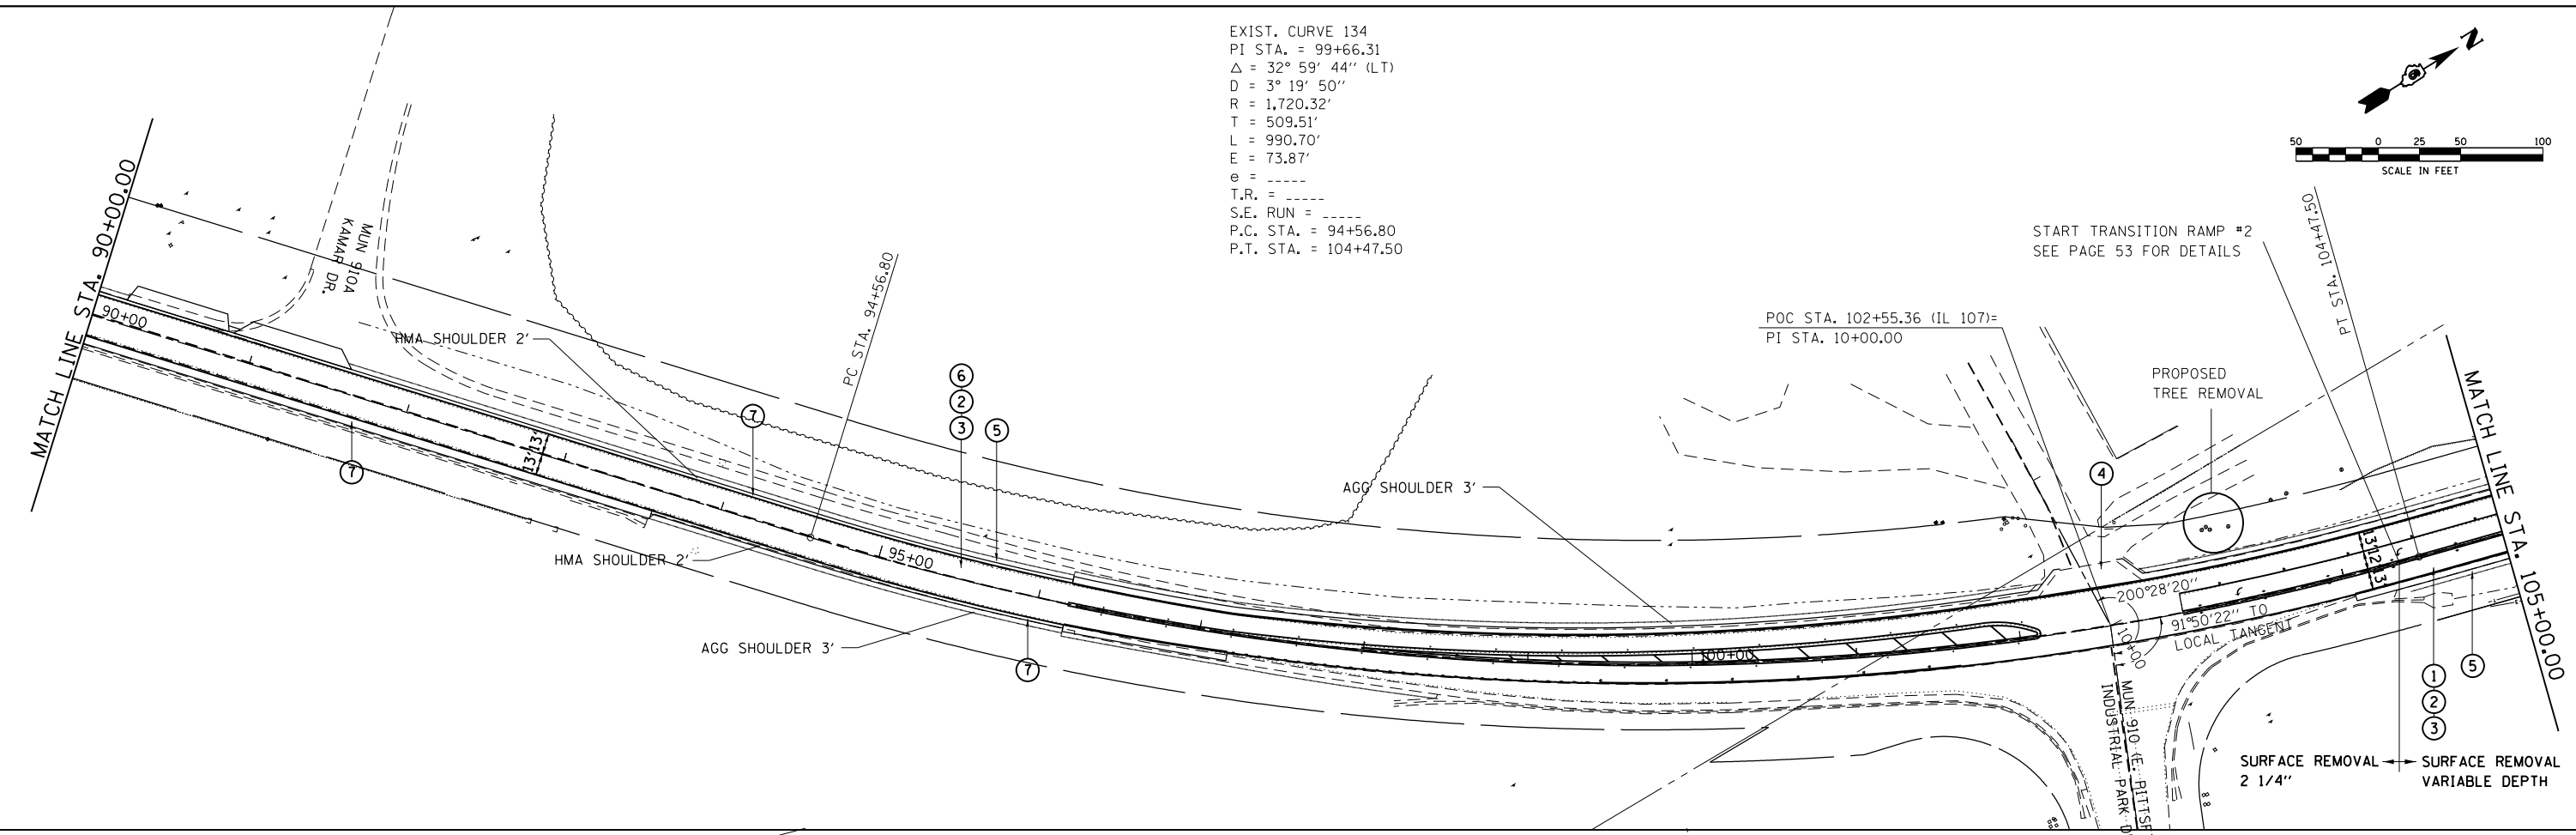 EXIST. CURVE 134
PI STA. = 99+66.31
Δ = 32° 59' 44" (LT)
D = 3° 19' 50"
R = 1,720.32'
T = 509.51'
L = 990.70'
E = 73.87'
e = _____
T.R. = _____
S.E. RUN = _____
P.C. STA. = 94+56.80
P.T. STA. = 104+47.50
N
50 0 25 50 100
SCALE IN FEET
MATCH LINE STA. 90+00.00
90+00
MUN 910A
KAMAR DR.
HMA SHOULDER 2'
PC STA. 94+56.80
7
13' 13'
7
HMA SHOULDER 2'
6
2
3
5
95+00
AGG SHOULDER 3'
7
AGG SHOULDER 3'
100+00
POC STA. 102+55.36 (IL 107)=
PI STA. 10+00.00
START TRANSITION RAMP #2
SEE PAGE 53 FOR DETAILS
PT STA. 104+47.50
PROPOSED
TREE REMOVAL
4
200°28'20"
91°50'22" TO
LOCAL TANGENT
10+00
13' 12' 13'
MUN 910 (E. PITTSF
INDUSTRIAL PARK D
MATCH LINE STA. 105+00.00
1
2
3
5
SURFACE REMOVAL
2 1/4"
SURFACE REMOVAL
VARIABLE DEPTH